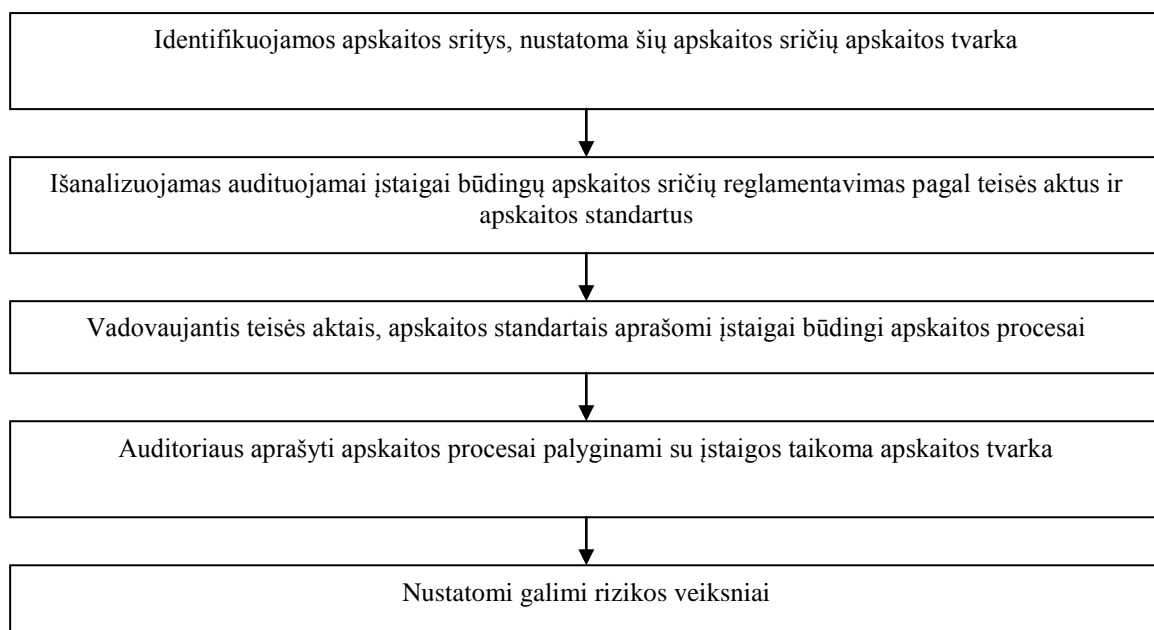 Identifikuojamos apskaitos sritys, nustatoma šių apskaitos sričių apskaitos tvarka
Išanalizuojamas audituojamai įstaigai būdingų apskaitos sričių reglamentavimas pagal teisės aktus ir
apskaitos standartus
Vadovaujantis teisės aktais, apskaitos standartais aprašomi įstaigai būdingi apskaitos procesai
Auditoriaus aprašyti apskaitos procesai palyginami su įstaigos taikoma apskaitos tvarka
Nustatomi galimi rizikos veiksniai